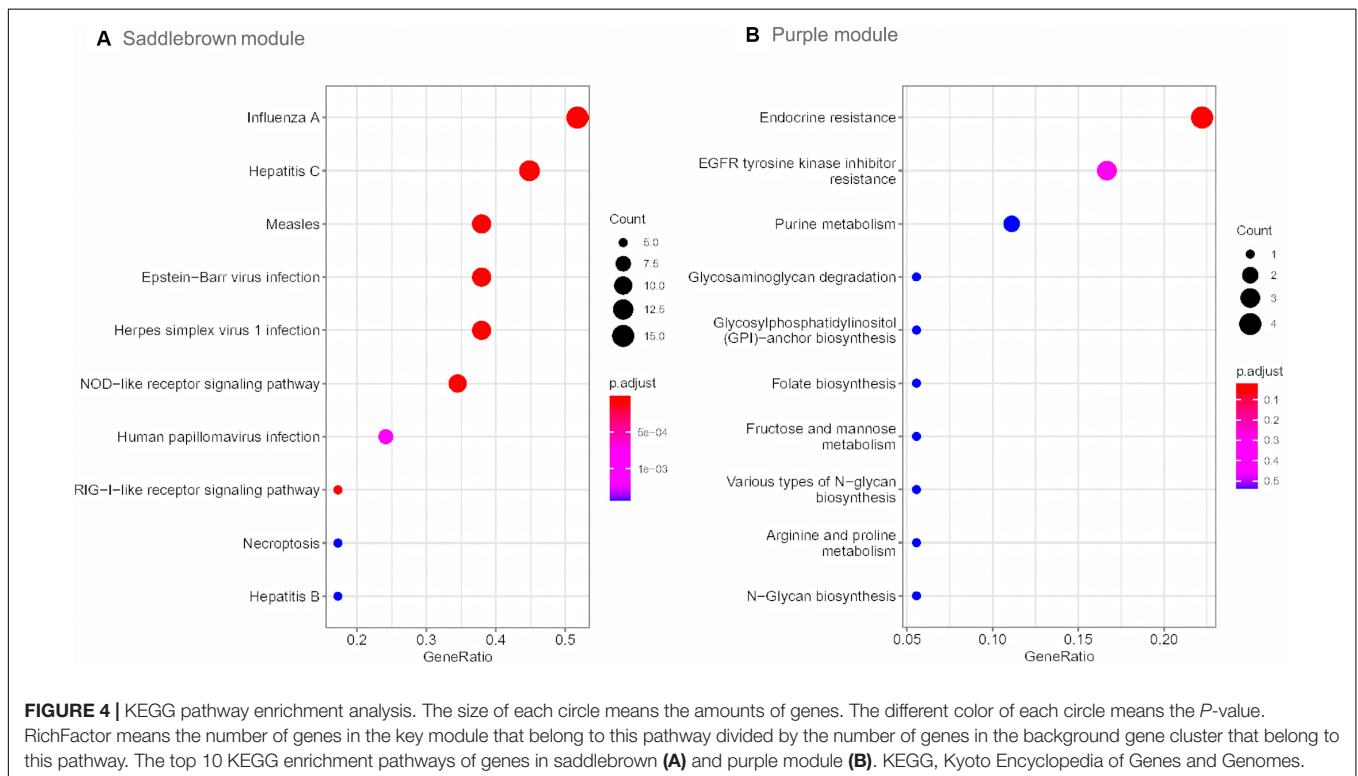 A Saddlebrown module
Influenza A
Hepatitis C
Measles
Epstein−Barr virus infection
Herpes simplex virus 1 infection
NOD−like receptor signaling pathway
Human papillomavirus infection
RIG−I−like receptor signaling pathway
Necroptosis
Hepatitis B
0.2 0.3 0.4 0.5
GeneRatio
Count
5.0
7.5
10.0
12.5
15.0
p.adjust
5e−04
1e−03
B Purple module
Endocrine resistance
EGFR tyrosine kinase inhibitor
resistance
Purine metabolism
Glycosaminoglycan degradation
Glycosylphosphatidylinositol
(GPI)−anchor biosynthesis
Folate biosynthesis
Fructose and mannose
metabolism
Various types of N−glycan
biosynthesis
Arginine and proline
metabolism
N−Glycan biosynthesis
0.05 0.10 0.15 0.20
GeneRatio
Count
1
2
3
4
p.adjust
0.1
0.2
0.3
0.4
0.5
FIGURE 4 | KEGG pathway enrichment analysis. The size of each circle means the amounts of genes. The different color of each circle means the P-value.
RichFactor means the number of genes in the key module that belong to this pathway divided by the number of genes in the background gene cluster that belong to
this pathway. The top 10 KEGG enrichment pathways of genes in saddlebrown (A) and purple module (B). KEGG, Kyoto Encyclopedia of Genes and Genomes.